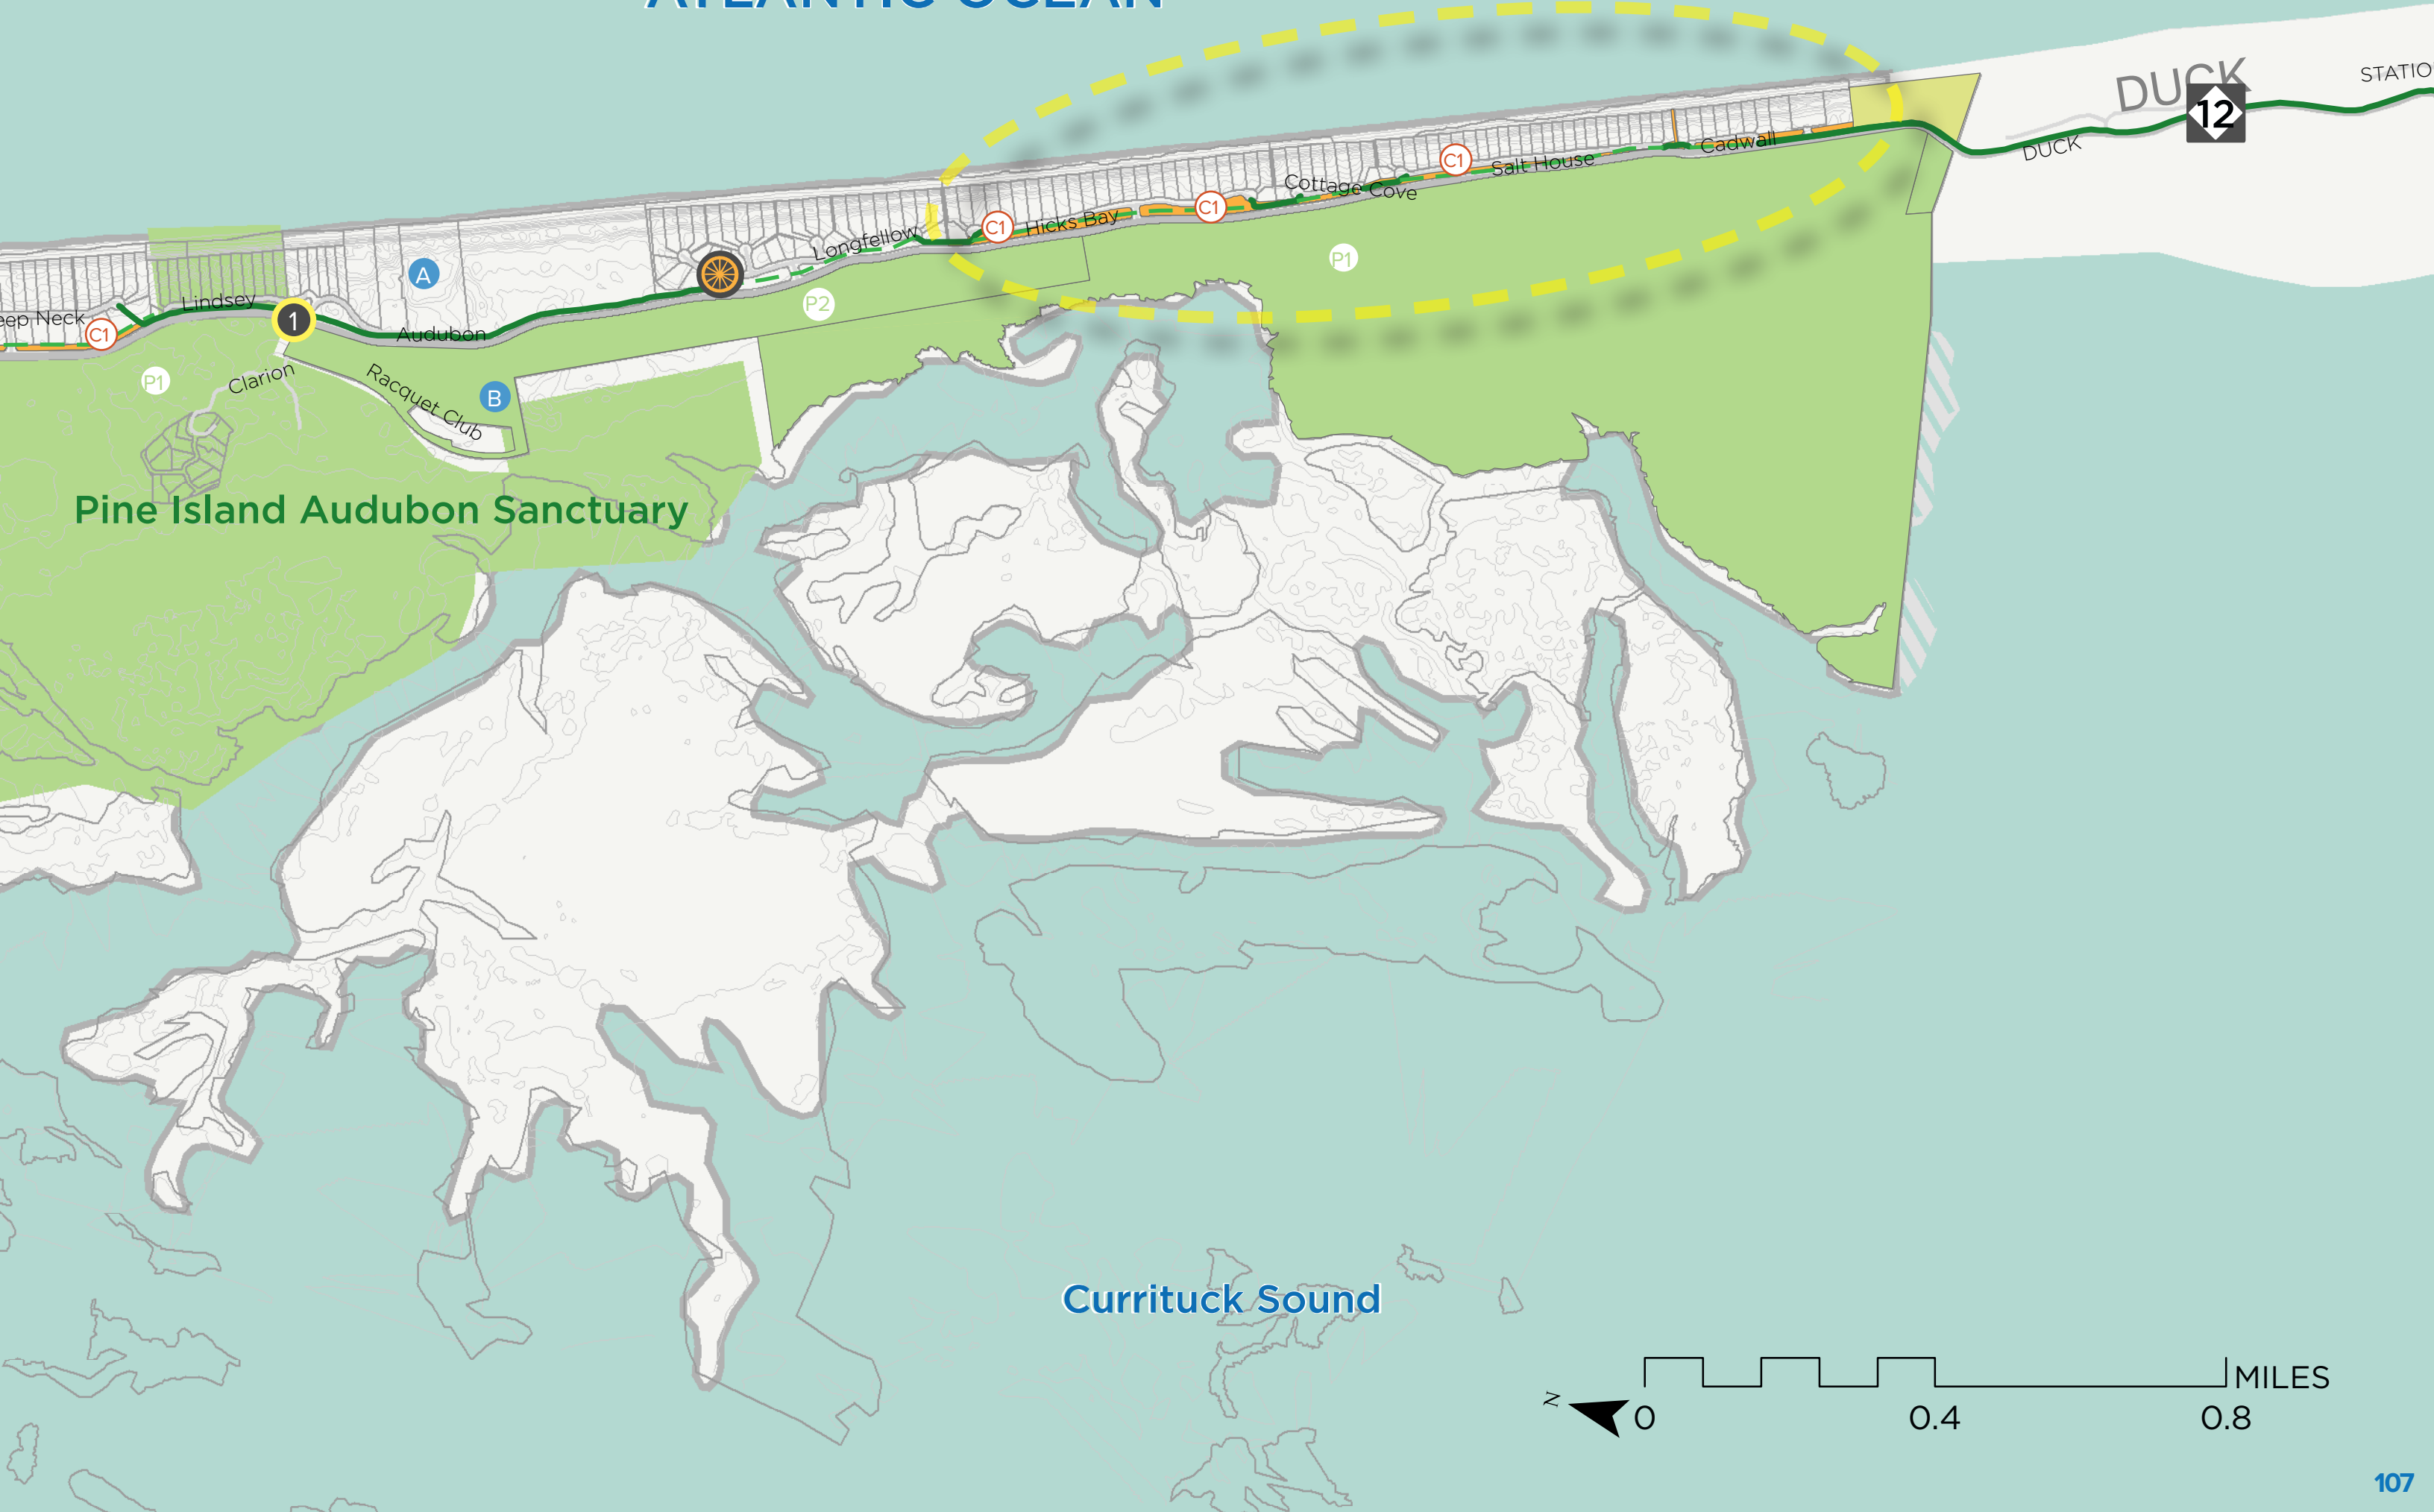 ATLANTIC OCEAN
DUCK
12
STATIO
DUCK
Cadwall
Salt House
C1
Cottage Cove
C1
Hicks Bay
C1
Longfellow
P1
P2
A
Lindsey
1
Audubon
eep Neck
C1
P1
Clarion
Racquet Club
B
Pine Island Audubon Sanctuary
Currituck Sound
MILES
N
0 0.4 0.8
107